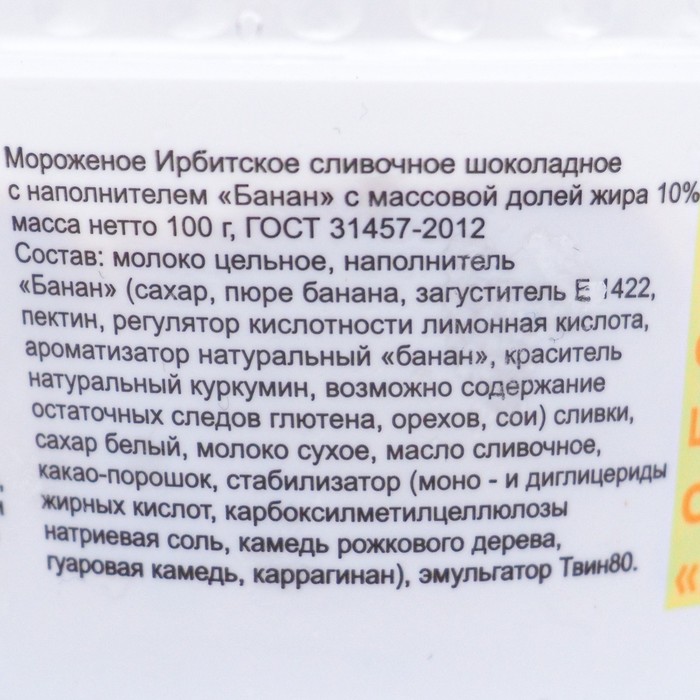 Мороженое Ирбитское сливочное шоколадное
с наполнителем «Банан» с массовой долей жира 10%
масса нетто 100 г, ГОСТ 31457-2012
Состав: молоко цельное, наполнитель
«Банан» (сахар, пюре банана, загуститель Е 1422,
пектин, регулятор кислотности лимонная кислота,
ароматизатор натуральный «банан», краситель
натуральный куркумин, возможно содержание
остаточных следов глютена, орехов, сои) сливки,
сахар белый, молоко сухое, масло сливочное,
какао-порошок, стабилизатор (моно - и диглицериды
жирных кислот, карбоксилметилцеллюлозы
натриевая соль, камедь рожкового дерева,
гуаровая камедь, каррагинан), эмульгатор Твин80.